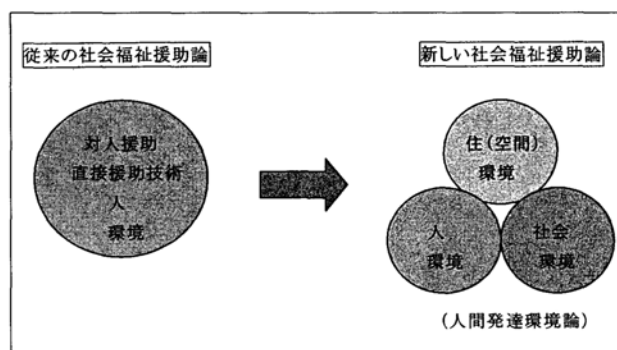 従来の社会福祉援助論
対人援助
直接援助技術
人
環境
新しい社会福祉援助論
住(空間)
環境
人
環境
社会
環境
(人間発達環境論)